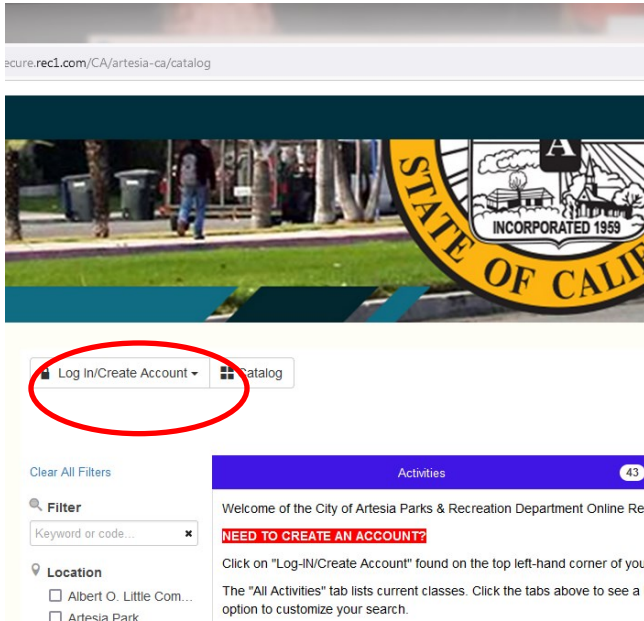 ecure.rec1.com/CA/artesia-ca/catalog
A
STATE OF CALIF
INCORPORATED 1959
Log In/Create Account
Catalog
Clear All Filters
Activities 43
Filter
Welcome of the City of Artesia Parks & Recreation Department Online Re
Keyword or code...
NEED TO CREATE AN ACCOUNT?
Click on "Log-IN/Create Account" found on the top left-hand corner of you
Location
Albert O. Little Com...
The "All Activities" tab lists current classes. Click the tabs above to see a
option to customize your search.
Artesia Park